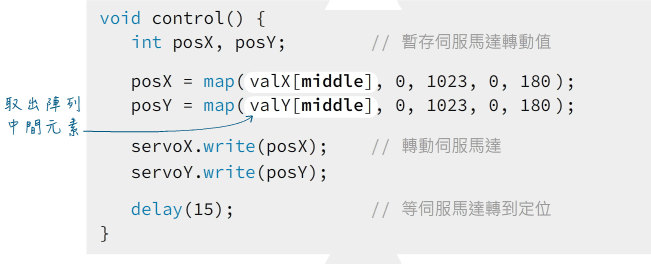 void control() {
int posX, posY; // 暫存伺服馬達轉動值
posX = map( valX[middle], 0, 1023, 0, 180 );
posY = map( valY[middle], 0, 1023, 0, 180 );
取出陣列
中間元素
servoX.write(posX); // 轉動伺服馬達
servoY.write(posY);
delay(15); // 等伺服馬達轉到定位
}